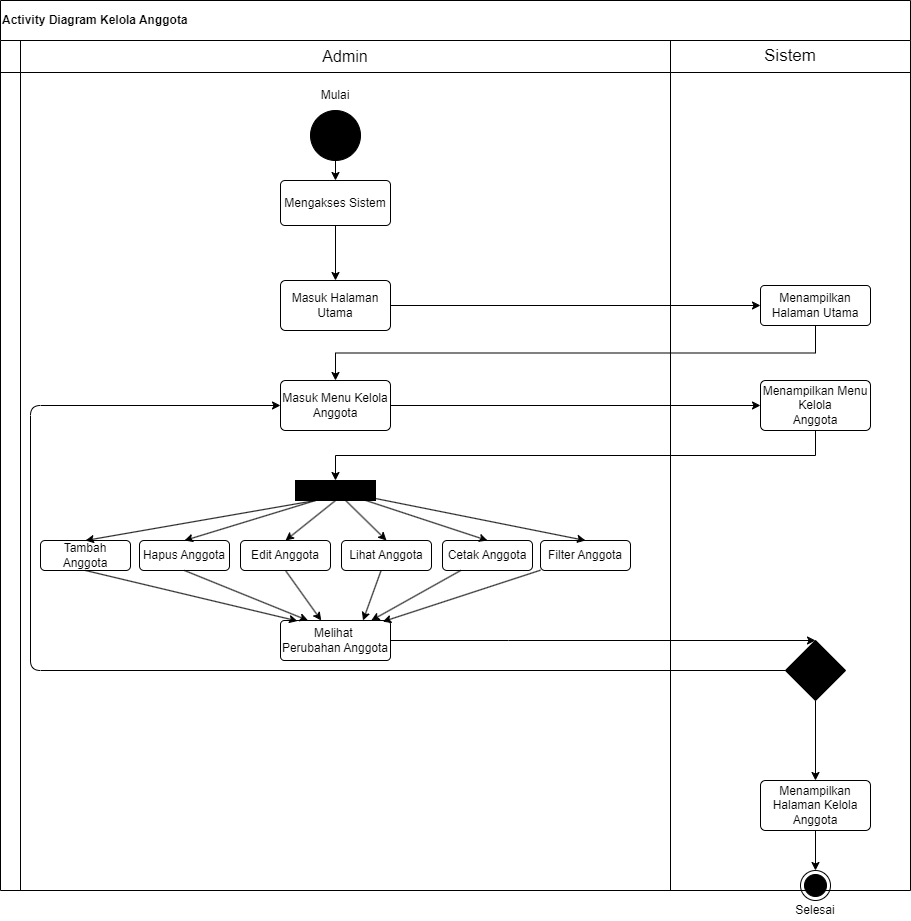 Activity Diagram Kelola Anggota
Admin
Sistem
Mulai
Mengakses Sistem
Masuk Halaman
Utama
Menampilkan
Halaman Utama
Masuk Menu Kelola
Anggota
Menampilkan Menu
Kelola
Anggota
Tambah
Anggota
Hapus Anggota
Edit Anggota
Lihat Anggota
Cetak Anggota
Filter Anggota
Melihat
Perubahan Anggota
Menampilkan
Halaman Kelola
Anggota
Selesai